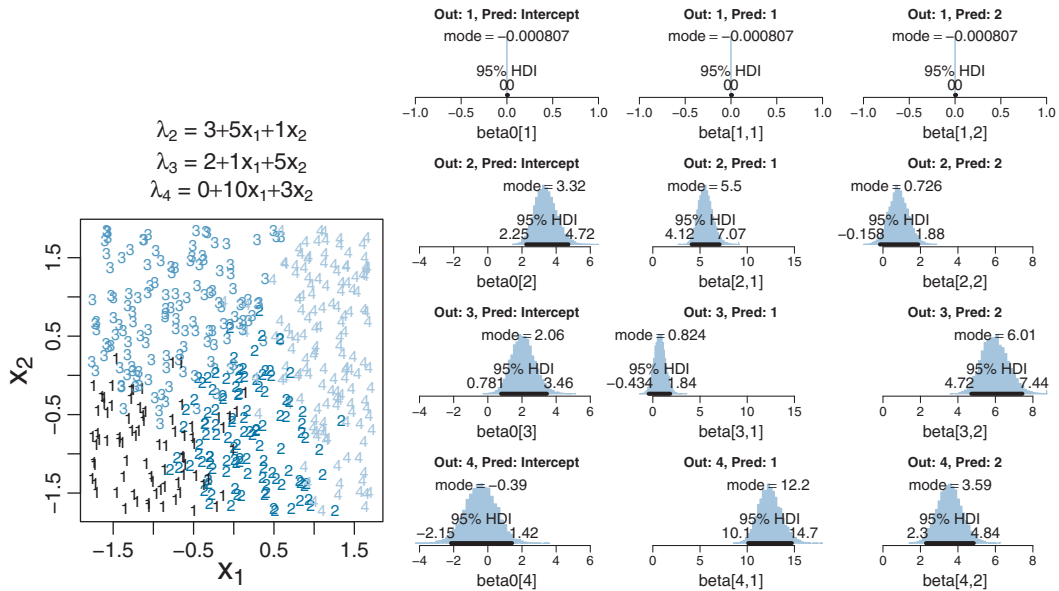 λ2 = 3+5x1+1x2
λ3 = 2+1x1+5x2
λ4 = 0+10x1+3x2
x2
1.5
0.5
−0.5
−1.5
−1.5
−0.5
0.5
1.5
x1
Out: 1, Pred: Intercept
mode = −0.000807
95% HDI
0 0
−1.0 −0.5 0.0 0.5 1.0
beta0[1]
Out: 1, Pred: 1
mode = −0.000807
95% HDI
0 0
−1.0 −0.5 0.0 0.5 1.0
beta[1,1]
Out: 1, Pred: 2
mode = −0.000807
95% HDI
0 0
−1.0 −0.5 0.0 0.5 1.0
beta[1,2]
Out: 2, Pred: Intercept
mode = 3.32
95% HDI
2.25 4.72
−4 −2 0 2 4 6
beta0[2]
Out: 2, Pred: 1
mode = 5.5
95% HDI
4.12 7.07
0 5 10 15
beta[2,1]
Out: 2, Pred: 2
mode = 0.726
95% HDI
−0.158 1.88
0 2 4 6 8
beta[2,2]
Out: 3, Pred: Intercept
mode = 2.06
95% HDI
0.781 3.46
−4 −2 0 2 4 6
beta0[3]
Out: 3, Pred: 1
mode = 0.824
95% HDI
−0.434 1.84
0 5 10 15
beta[3,1]
Out: 3, Pred: 2
mode = 6.01
95% HDI
4.72 7.44
0 2 4 6 8
beta[3,2]
Out: 4, Pred: Intercept
mode = −0.39
95% HDI
−2.15 1.42
−4 −2 0 2 4 6
beta0[4]
Out: 4, Pred: 1
mode = 12.2
95% HDI
10.1 14.7
0 5 10 15
beta[4,1]
Out: 4, Pred: 2
mode = 3.59
95% HDI
2.3 4.84
0 2 4 6 8
beta[4,2]